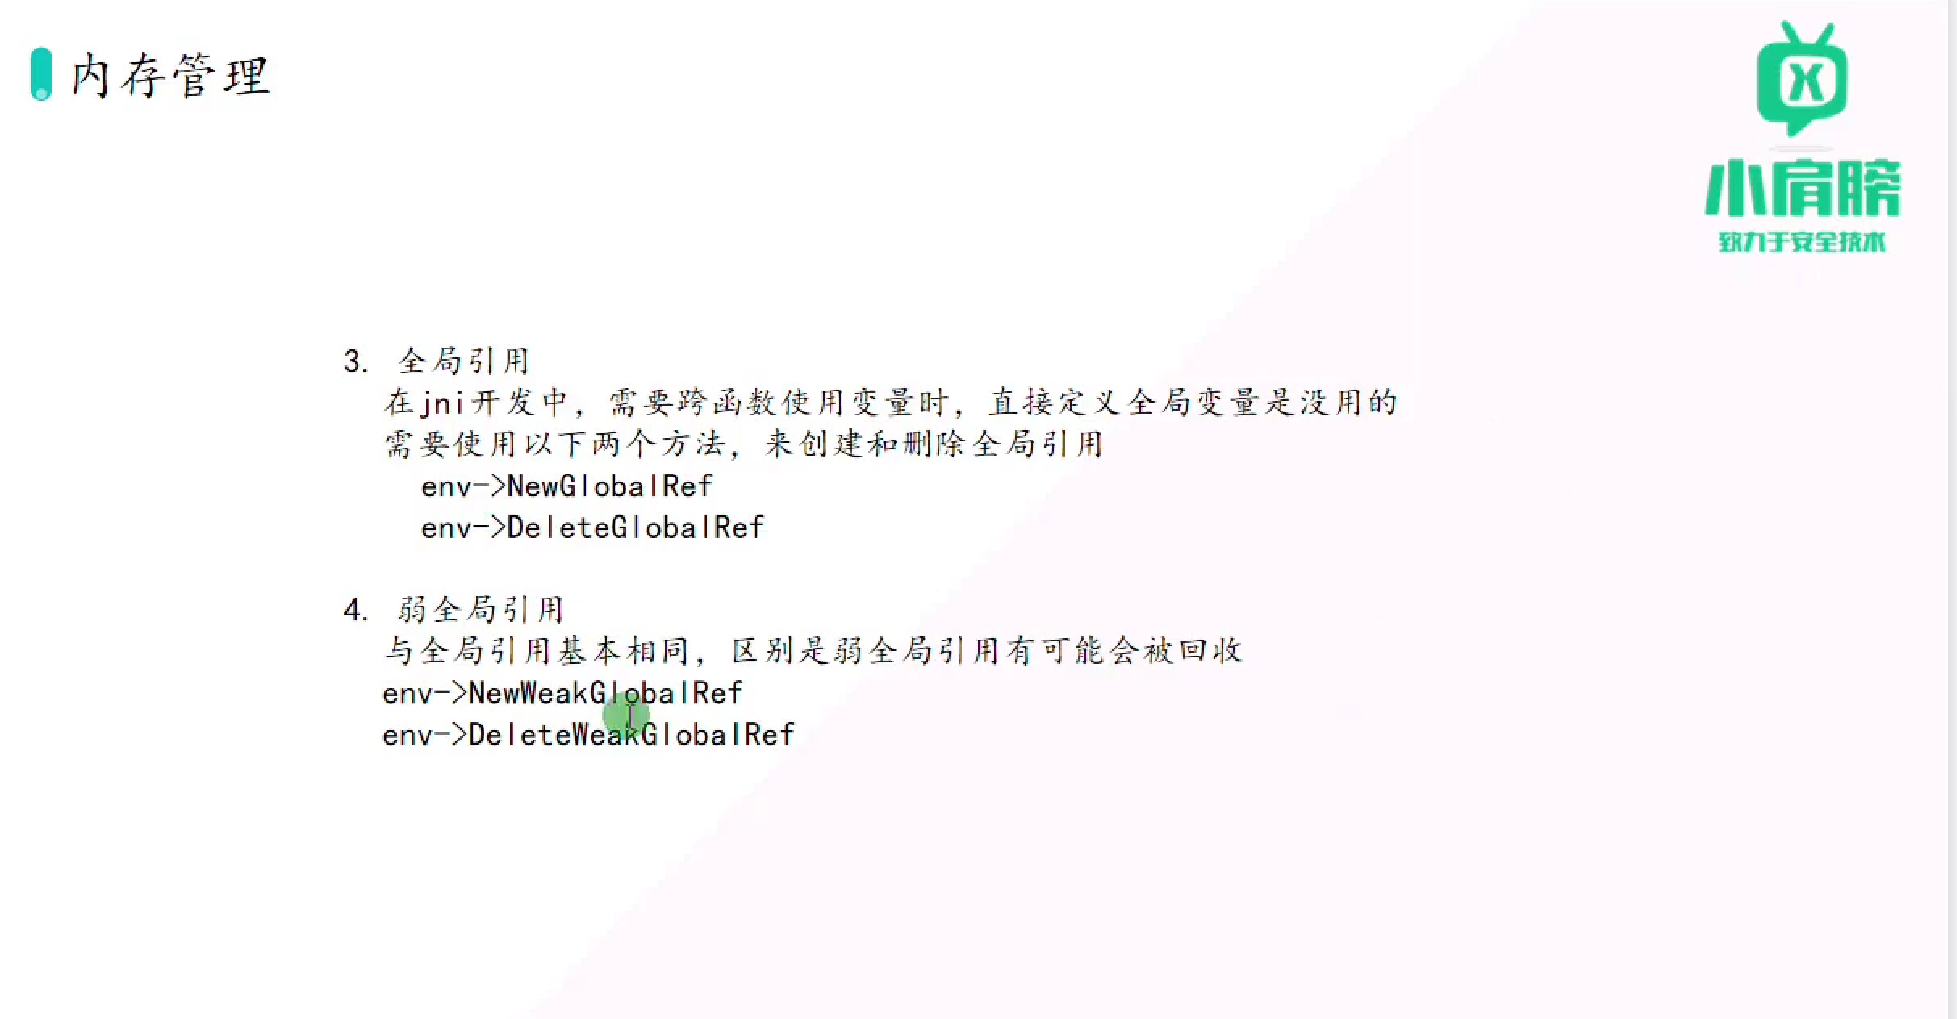 内存管理
小肩膀
致力于安全技术
3. 全局引用
在jni开发中，需要跨函数使用变量时，直接定义全局变量是没用的
需要使用以下两个方法，来创建和删除全局引用
env->NewGlobalRef
env->DeleteGlobalRef
4. 弱全局引用
与全局引用基本相同，区别是弱全局引用有可能会被回收
env->NewWeakGlobalRef
env->DeleteWeakGlobalRef